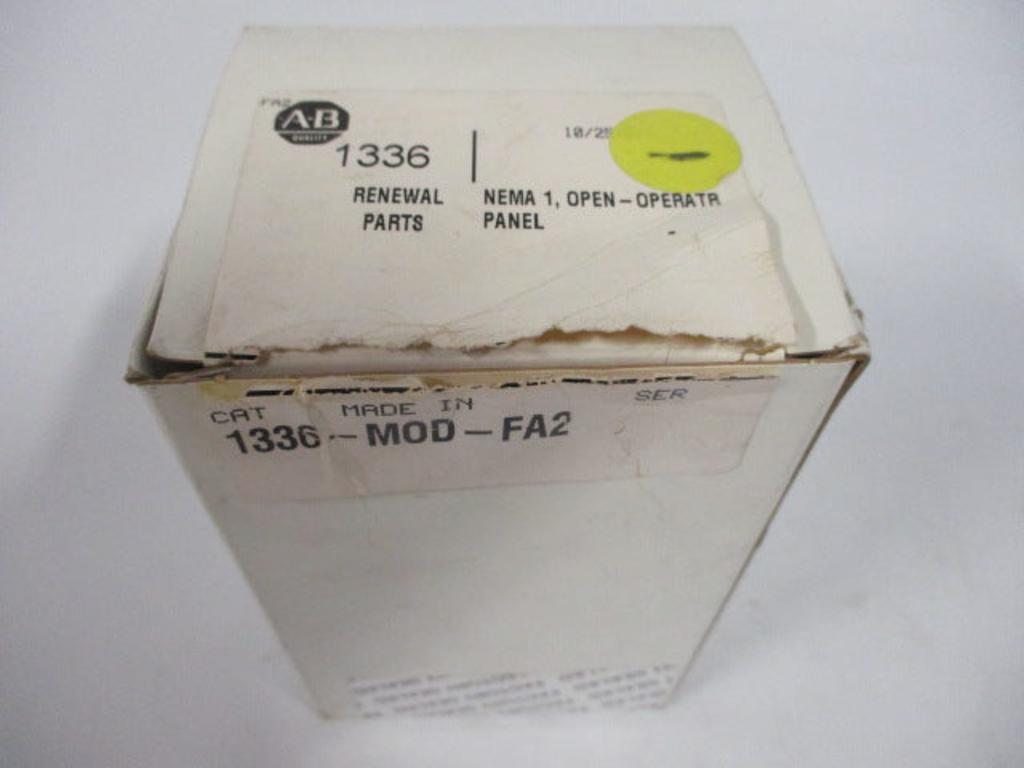 FA2
A-B
QUALITY
1336
10/25
RENEWAL PARTS
NEMA 1, OPEN-OPERATR PANEL
CAT MADE IN SER
1336-MOD-FA2